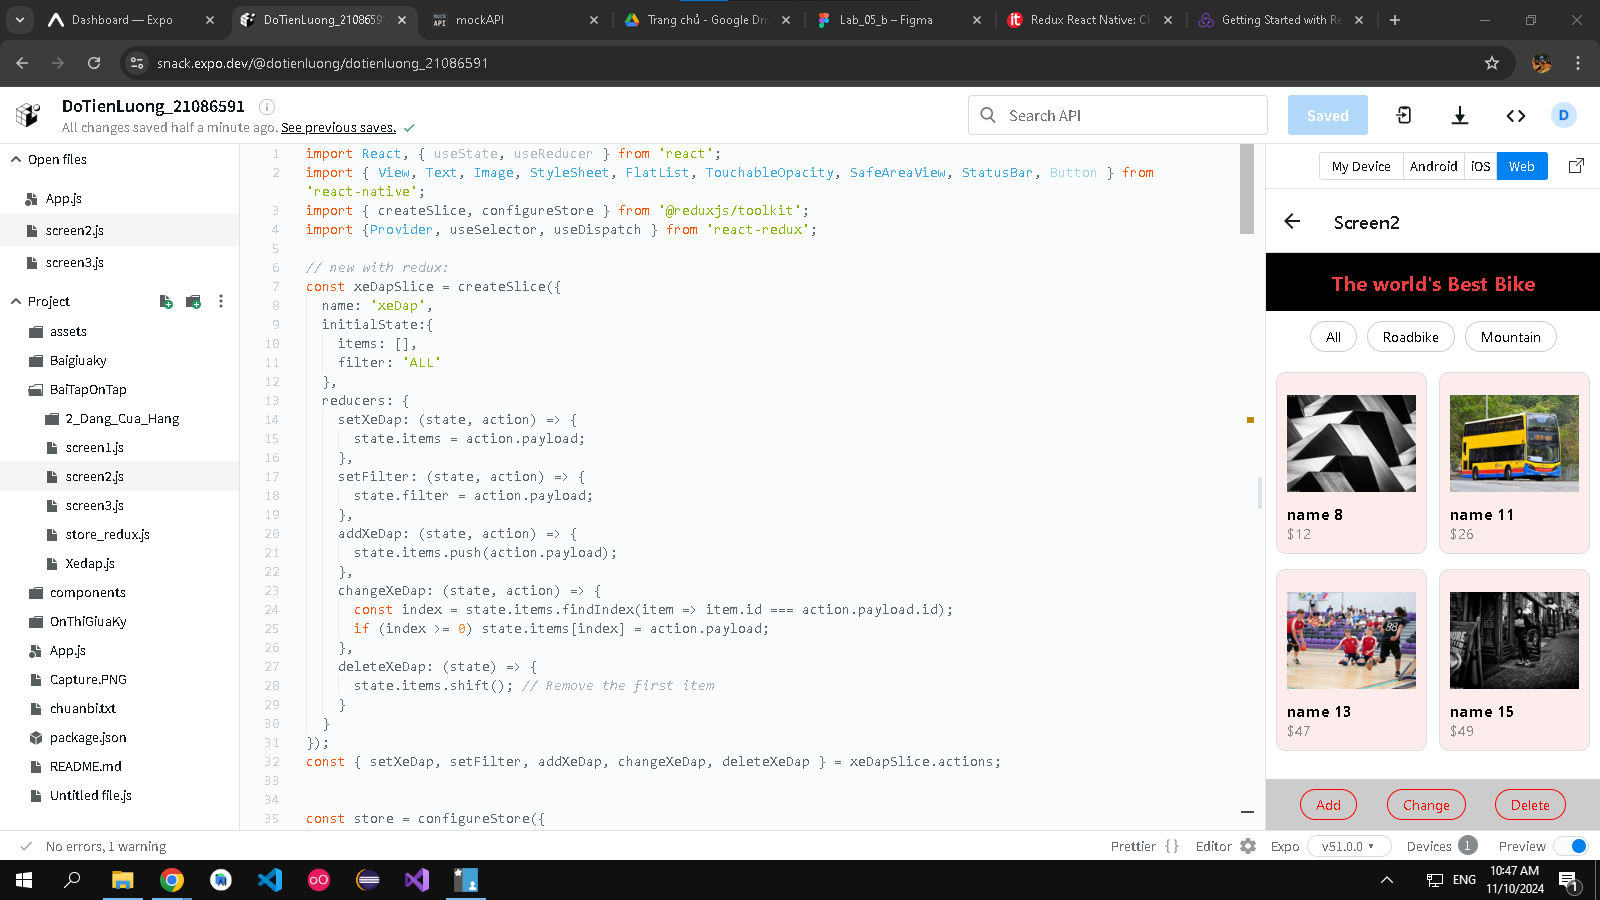 Dashboard — Expo
DoTienLuong_2108659
mockAPI
Trang chủ - Google Dri
Lab_05_b – Figma
Redux React Native: Ch
Getting Started with Re
snack.expo.dev/@dotienluong/dotienluong_21086591
DoTienLuong_21086591
All changes saved half a minute ago. See previous saves.
Search API
Saved
D
Open files
App.js
screen2.js
screen3.js
Project
assets
Baigiuaky
BaiTapOnTap
2_Dang_Cua_Hang
screen1.js
screen2.js
screen3.js
store_redux.js
Xedap.js
components
OnThiGiuaKy
App.js
Capture.PNG
chuanbi.txt
package.json
README.md
Untitled file.js
1 import React, { useState, useReducer } from 'react';
2 import { View, Text, Image, StyleSheet, FlatList, TouchableOpacity, SafeAreaView, StatusBar, Button } from
'react-native';
3 import { createSlice, configureStore } from '@reduxjs/toolkit';
4 import {Provider, useSelector, useDispatch } from 'react-redux';
5
6 // new with redux:
7 const xeDapSlice = createSlice({
8 name: 'xeDap',
9 initialState:{
10 items: [],
11 filter: 'ALL'
12 },
13 reducers: {
14 setXeDap: (state, action) => {
15 state.items = action.payload;
16 },
17 setFilter: (state, action) => {
18 state.filter = action.payload;
19 },
20 addXeDap: (state, action) => {
21 state.items.push(action.payload);
22 },
23 changeXeDap: (state, action) => {
24 const index = state.items.findIndex(item => item.id === action.payload.id);
25 if (index >= 0) state.items[index] = action.payload;
26 },
27 deleteXeDap: (state) => {
28 state.items.shift(); // Remove the first item
29 }
30 }
31 });
32 const { setXeDap, setFilter, addXeDap, changeXeDap, deleteXeDap } = xeDapSlice.actions;
33
34
35 const store = configureStore({
My Device Android iOS Web
Screen2
The world's Best Bike
All Roadbike Mountain
name 8
$12
name 11
$26
name 13
$47
name 15
$49
Add Change Delete
No errors, 1 warning
Prettier { } Editor Expo v51.0.0 Devices 1 Preview
ENG
10:47 AM
11/10/2024
1